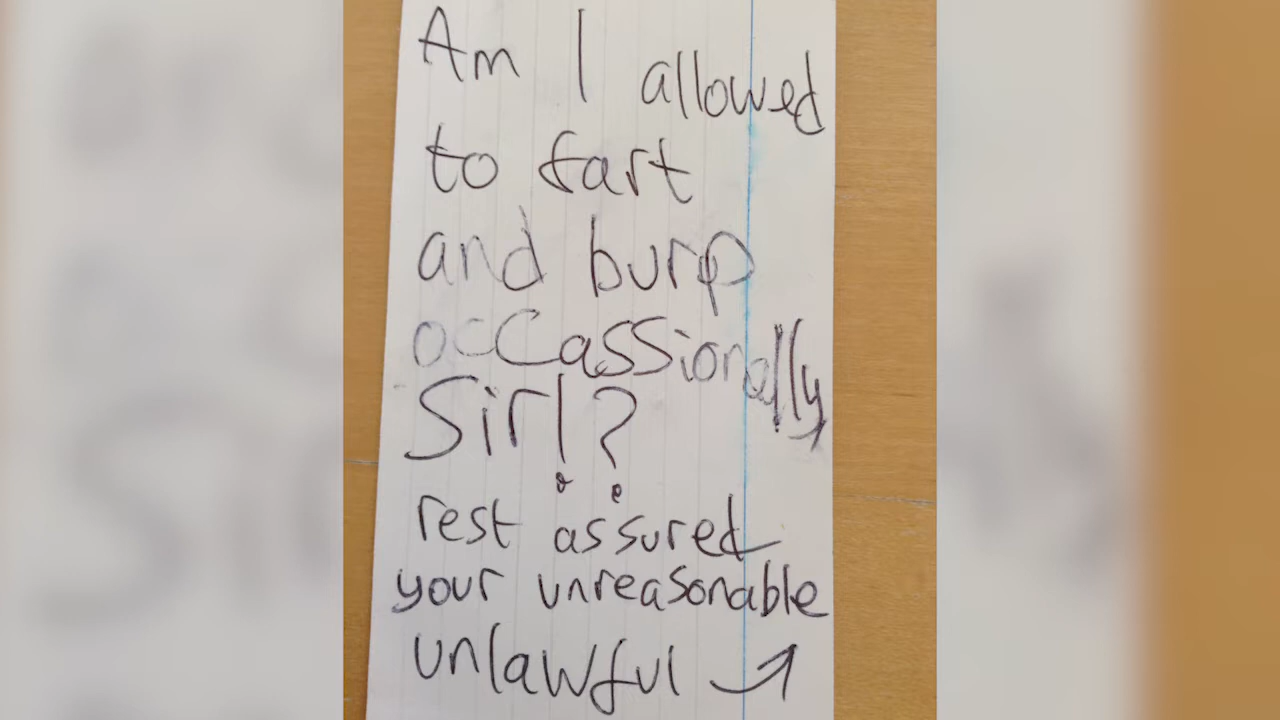 Am I allowed
to fart
and burp
occassionally
Sir!?
rest assured
your unreasonable
unlawful